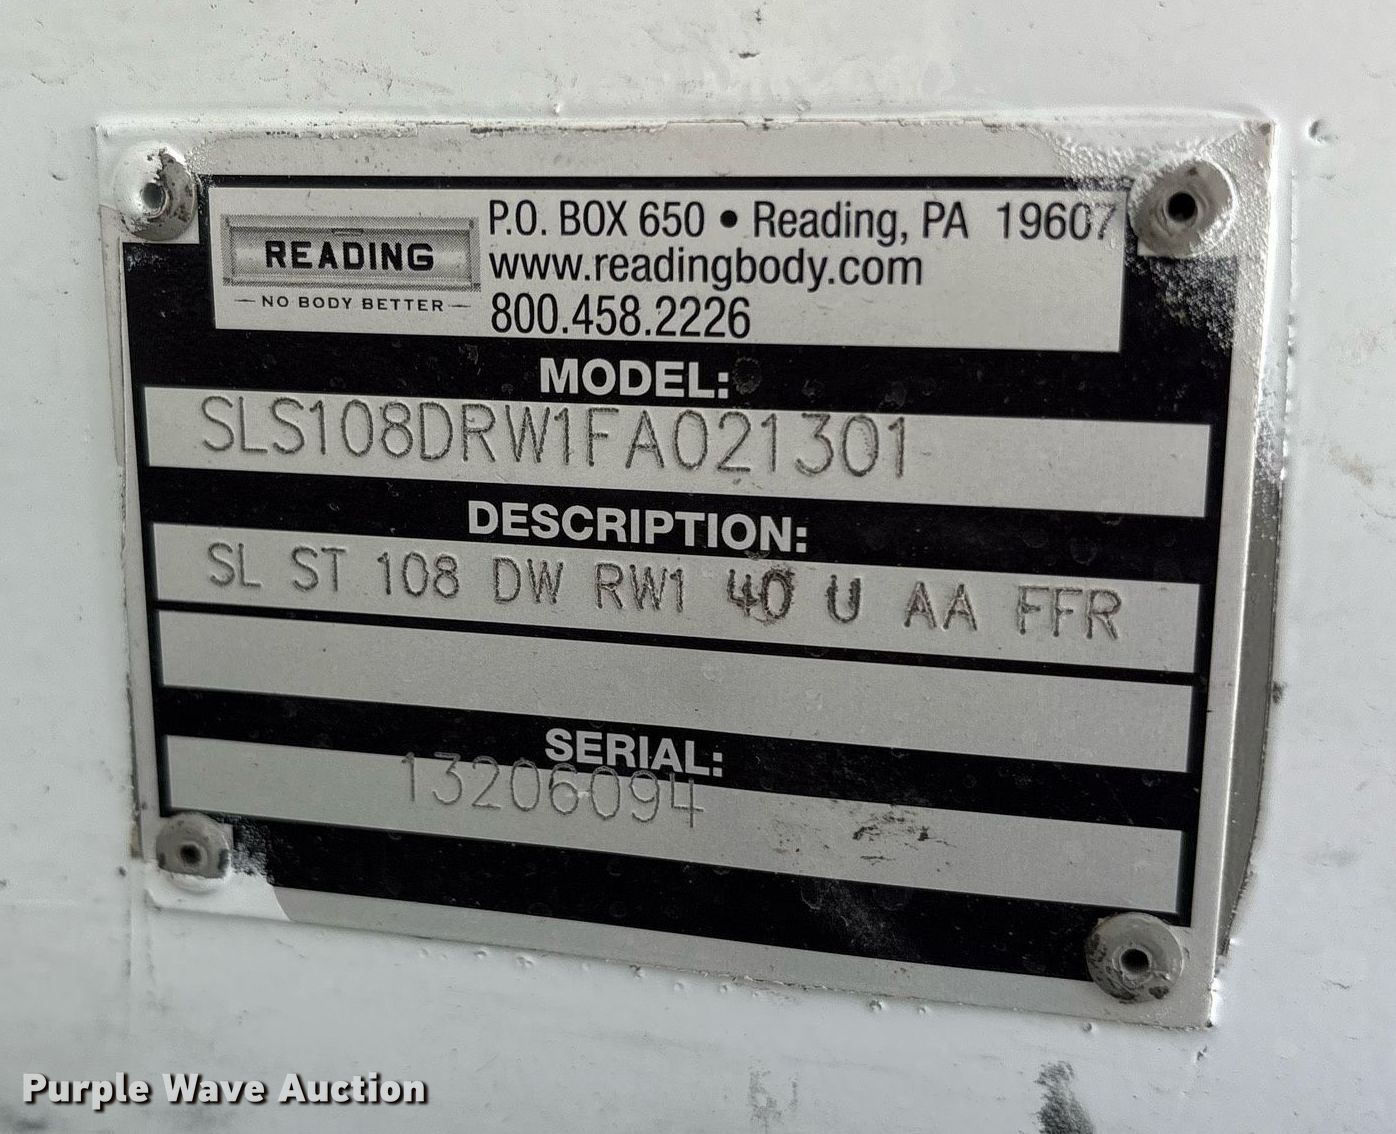 READING
— NO BODY BETTER —
P.O. BOX 650 • Reading, PA 19607
www.readingbody.com
800.458.2226
MODEL:
SLS108DRW1FA021301
DESCRIPTION:
SL ST 108 DW RW1 40 U AA FFR
SERIAL:
13206094
Purple Wave Auction